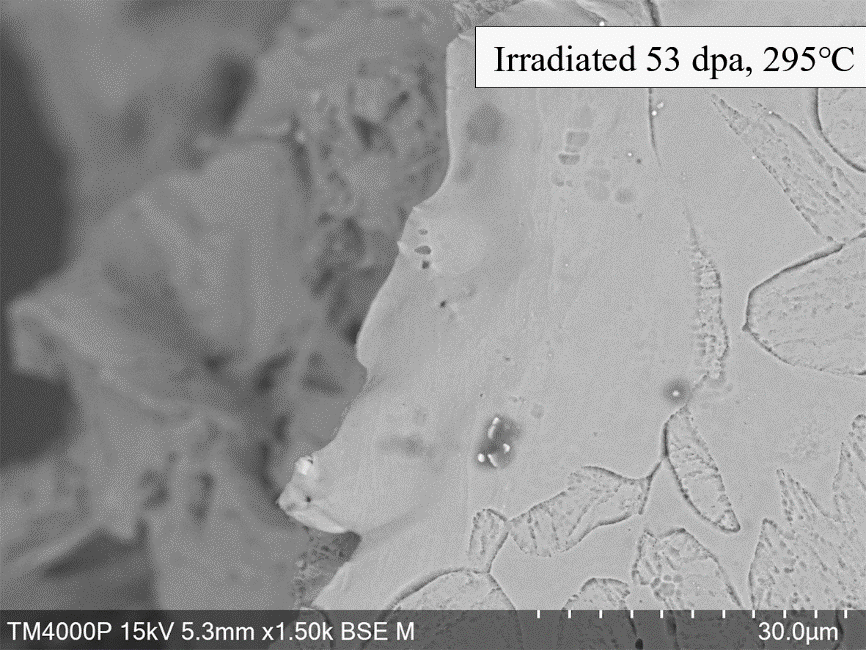 Irradiated 53 dpa, 295℃
TM4000P 15kV 5.3mm x1.50k BSE M 30.0µm